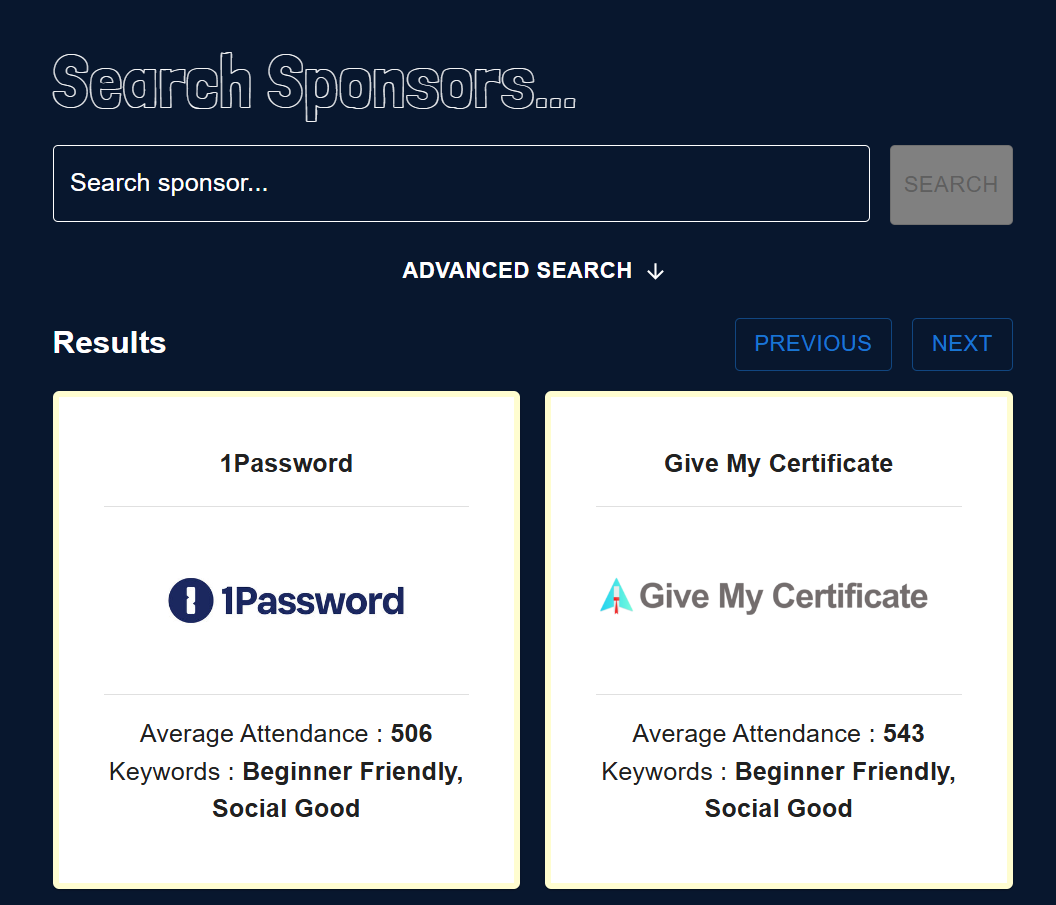 Search Sponsors...
Search sponsor...
SEARCH
ADVANCED SEARCH ↓
Results
PREVIOUS
NEXT
1Password
1Password
Average Attendance : 506
Keywords : Beginner Friendly,
Social Good
Give My Certificate
Give My Certificate
Average Attendance : 543
Keywords : Beginner Friendly,
Social Good